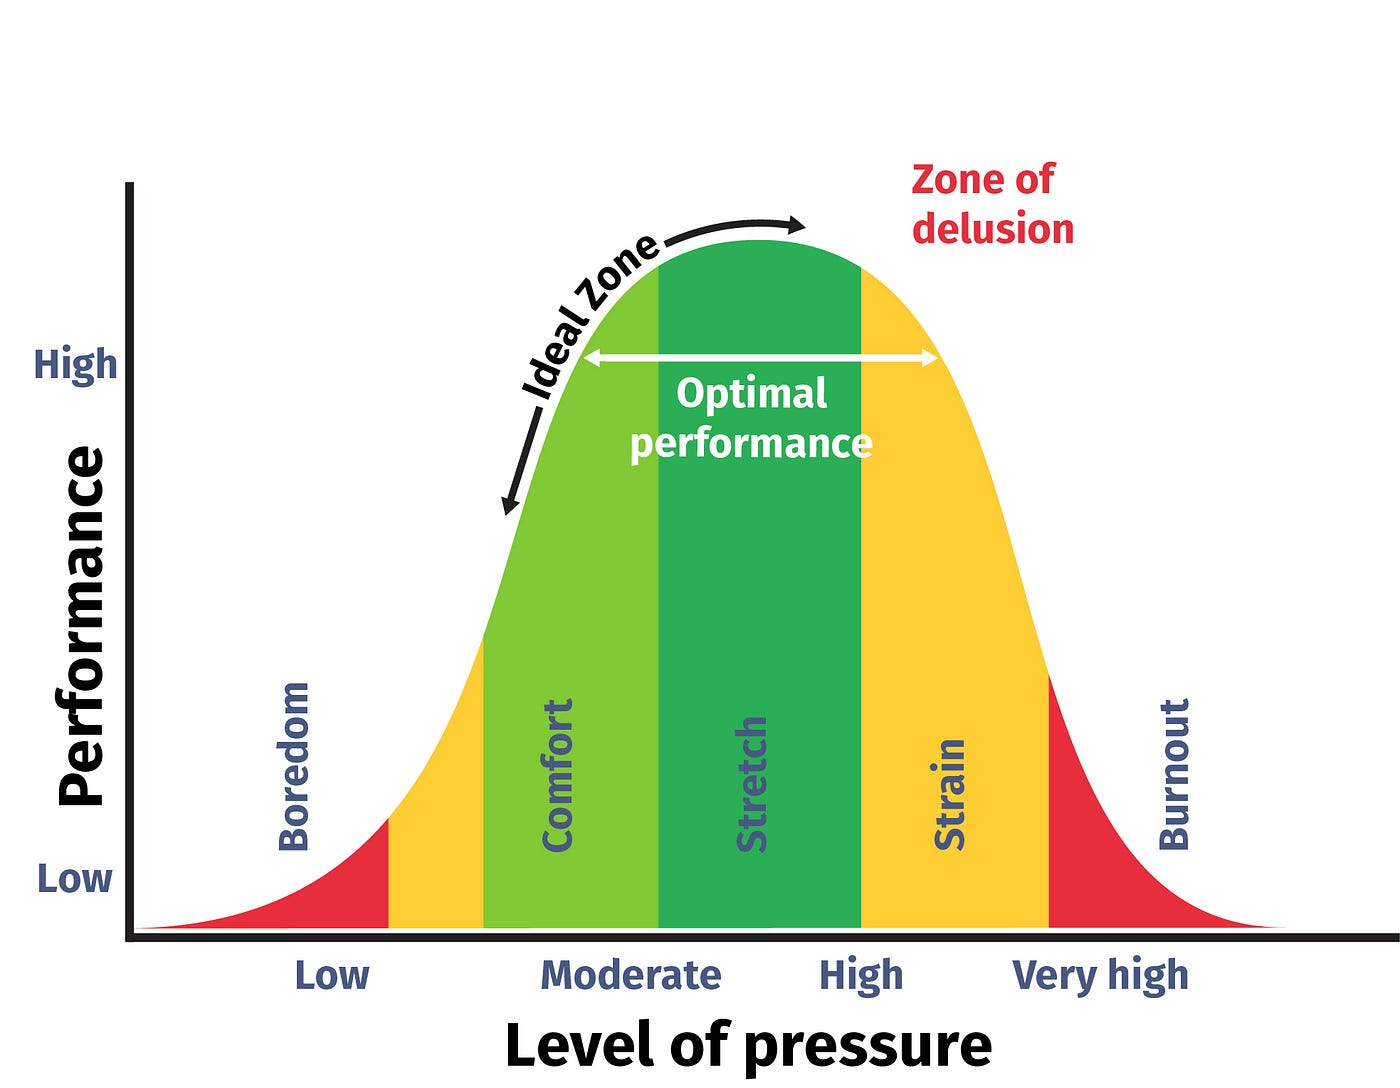 Zone of
delusion
Ideal Zone
High
Optimal
performance
Performance
Boredom
Comfort
Stretch
Strain
Burnout
Low
Low
Moderate
High
Very high
Level of pressure